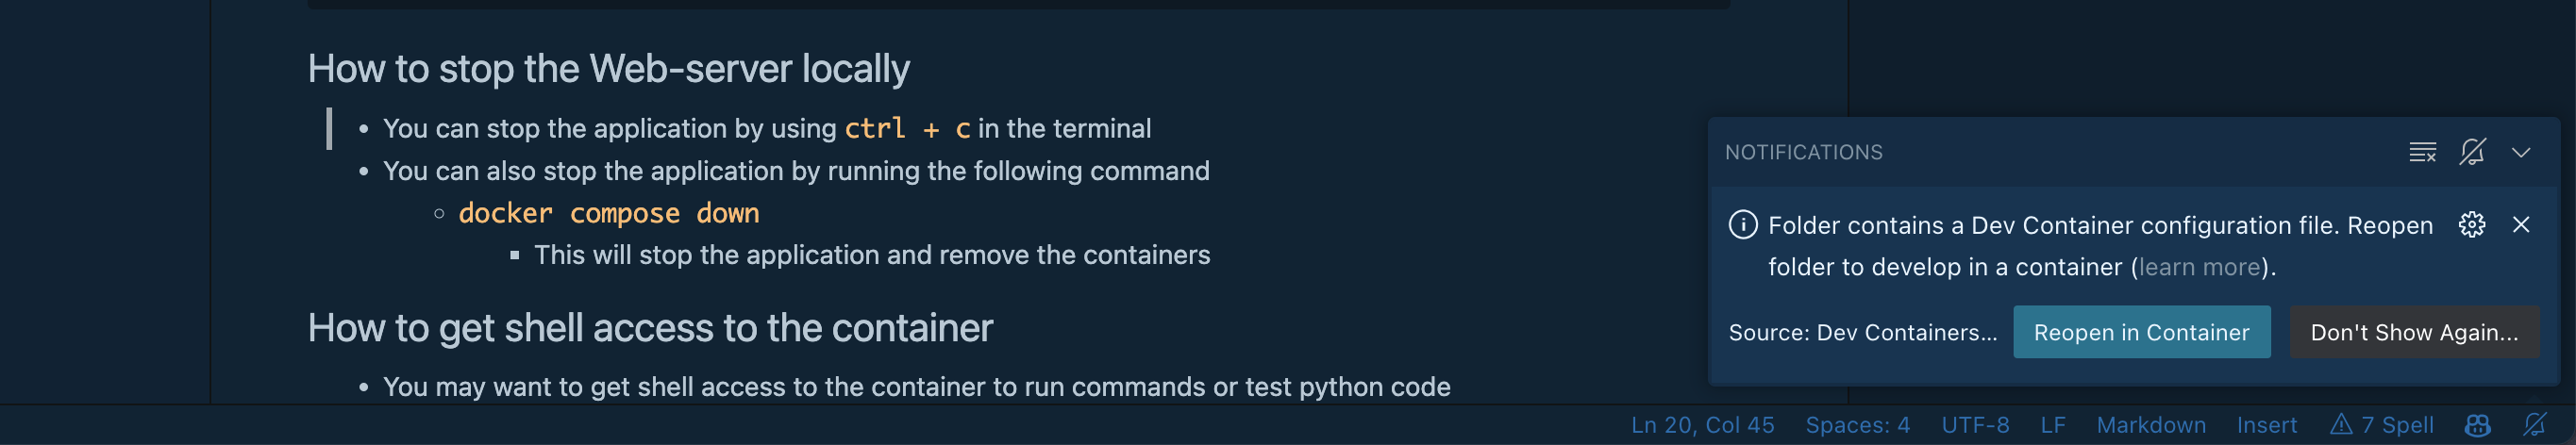 How to stop the Web-server locally
• You can stop the application by using ctrl + c in the terminal
• You can also stop the application by running the following command
◦ docker compose down
▪ This will stop the application and remove the containers
How to get shell access to the container
• You may want to get shell access to the container to run commands or test python code
NOTIFICATIONS
Folder contains a Dev Container configuration file. Reopen
folder to develop in a container (learn more).
Source: Dev Containers... Reopen in Container Don't Show Again...
Ln 20, Col 45 Spaces: 4 UTF-8 LF Markdown Insert 7 Spell